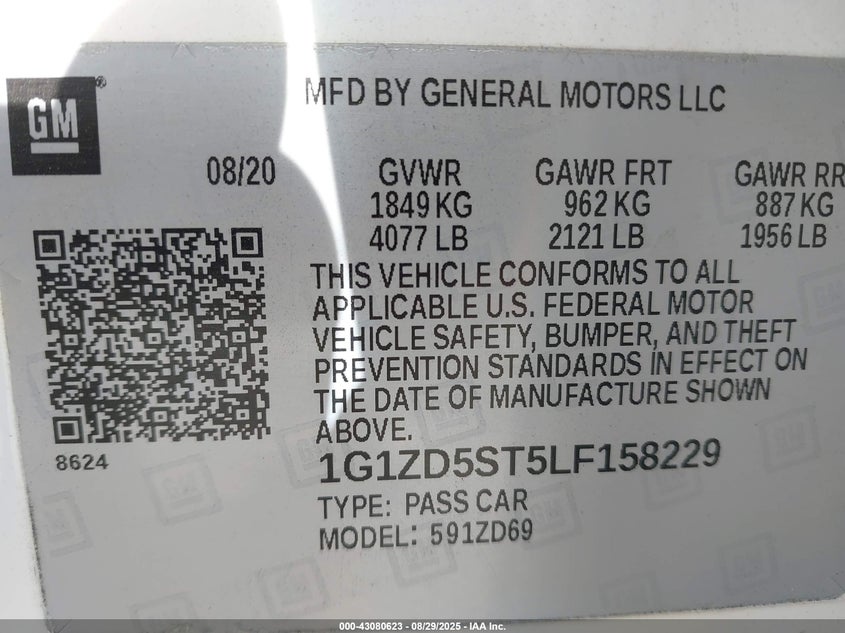 GM ®
MFD BY GENERAL MOTORS LLC
08/20 GVWR GAWR FRT GAWR RR
1849 KG 962 KG 887 KG
4077 LB 2121 LB 1956 LB
THIS VEHICLE CONFORMS TO ALL
APPLICABLE U.S. FEDERAL MOTOR
VEHICLE SAFETY, BUMPER, AND THEFT
PREVENTION STANDARDS IN EFFECT ON
THE DATE OF MANUFACTURE SHOWN
ABOVE.
8624
1G1ZD5ST5LF158229
TYPE: PASS CAR
MODEL: 591ZD69
000-43080623 - 08/29/2025 - IAA Inc.